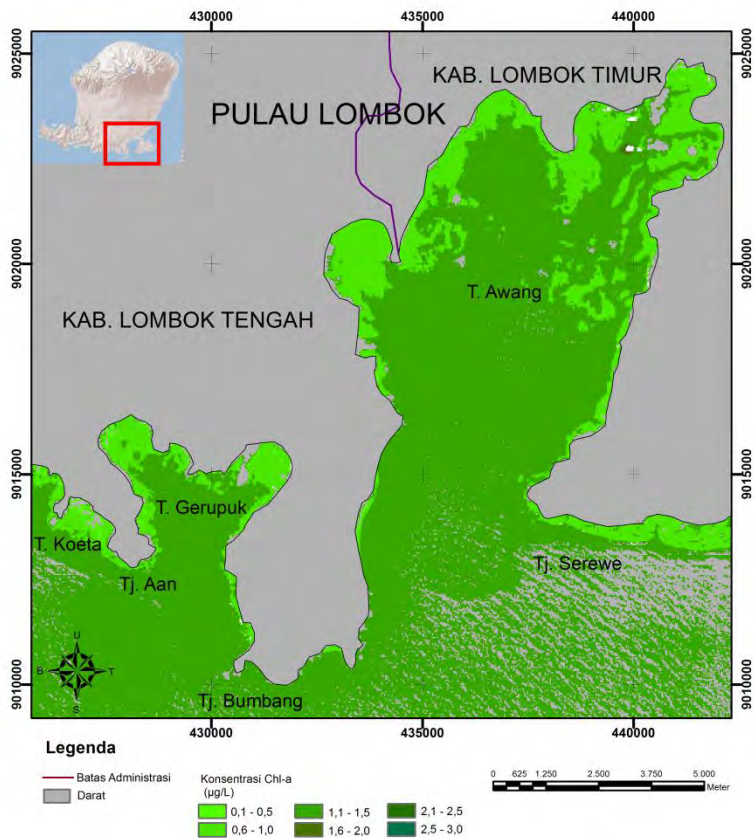 430000 435000 440000
9025000 9025000
KAB. LOMBOK TIMUR
PULAU LOMBOK
9020000 9020000
T. Awang
KAB. LOMBOK TENGAH
9015000 9015000
T. Gerupuk
T. Koeta
Tj. Aan
Tj. Serewe
U
B T
S
9010000 9010000
Tj. Bumbang
430000 435000 440000
Legenda
Batas Administrasi
Darat
Konsentrasi Chl-a
(µg/L)
0,1 - 0,5 1,1 - 1,5 2,1 - 2,5
0,6 - 1,0 1,6 - 2,0 2,5 - 3,0
0 625 1.250 2.500 3.750 5.000
Meter